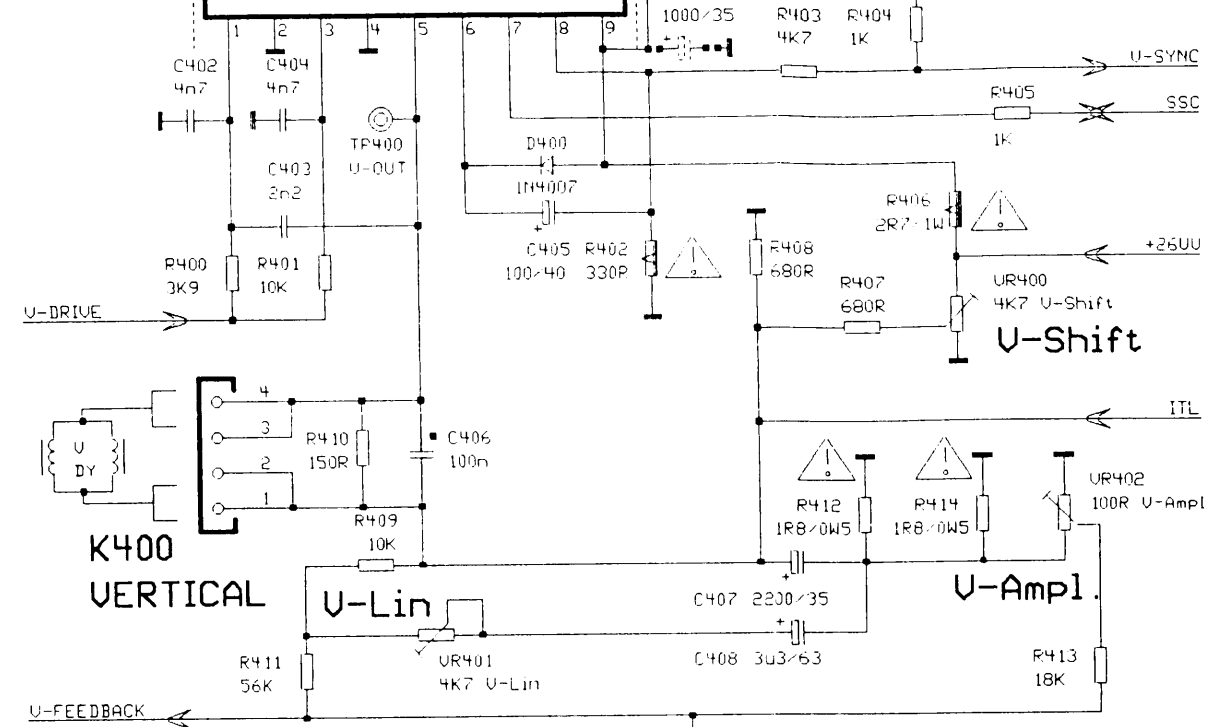 1000/35
R403
4K7
R404
1K
1
2
3
4
5
6
7
8
9
C402
4n7
C404
4n7
V-SYNC
R405
1K
SSC
TP400
V-OUT
D400
1N4007
C403
2n2
R406
2R7/1W
C405
100/40
R402
330R
R408
680R
+26VV
R400
3K9
R401
10K
R407
680R
VR400
4K7 V-Shift
V-Shift
V-DRIVE
4
3
2
1
V
DY
R410
150R
C406
100n
ITL
R412
1R8/0W5
R414
1R8/0W5
VR402
100R V-Ampl
R409
10K
K400
VERTICAL
V-Lin
C407 2200/35
V-Ampl.
R411
56K
VR401
4K7 V-Lin
C408 3u3/63
R413
18K
V-FEEDBACK